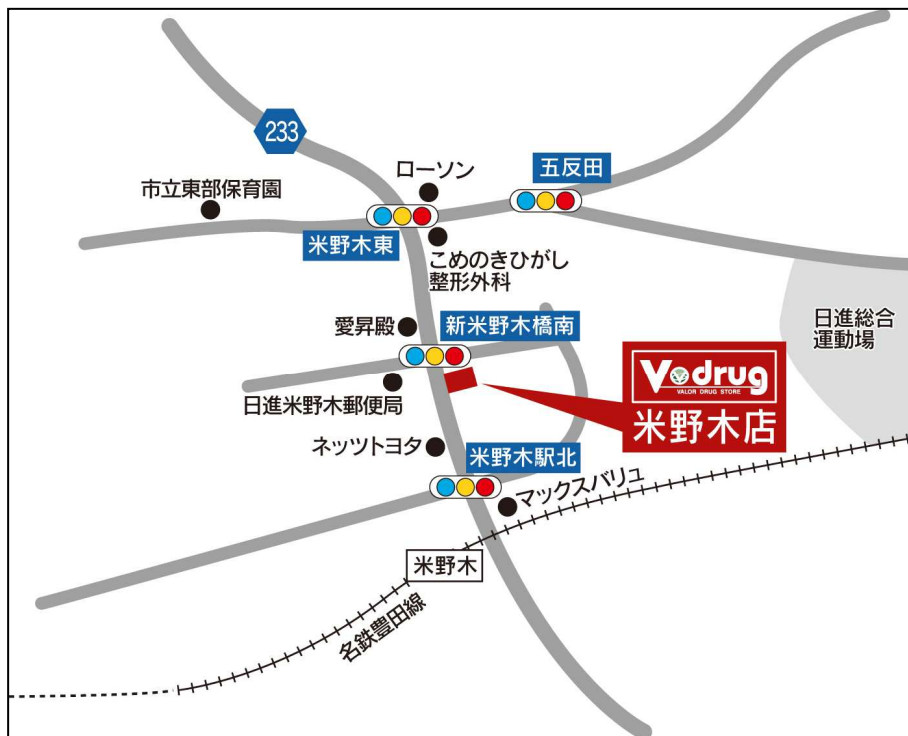 233
ローソン
五反田
市立東部保育園
米野木東
こめのきひがし
整形外科
愛昇殿
新米野木橋南
日進総合
運動場
V・drug
VALOR DRUG STORE
米野木店
日進米野木郵便局
ネッツトヨタ
米野木駅北
マックスバリュ
米野木
名鉄豊田線